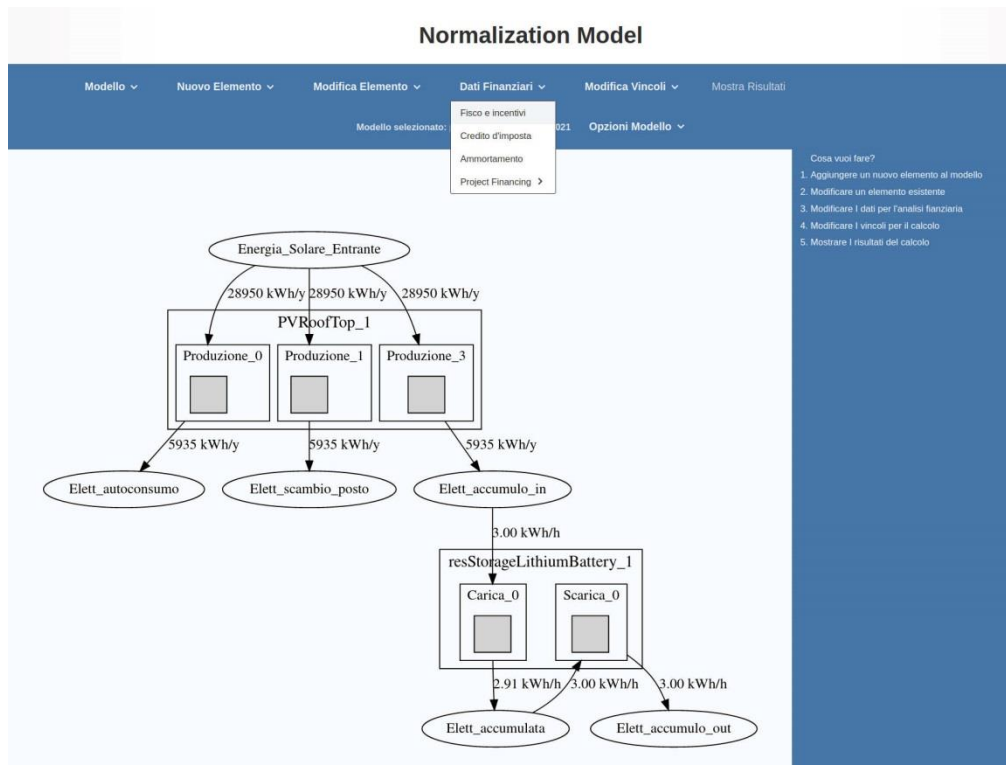 Normalization Model
Modello Nuovo Elemento Modifica Elemento Dati Finanziari Modifica Vincoli Mostra Risultati
Fisco e incentivi
Modello selezionato: 021 Opzioni Modello
Credito d'imposta
Ammortamento
Project Financing
Cosa vuoi fare?
1. Aggiungere un nuovo elemento al modello
2. Modificare un elemento esistente
3. Modificare I dati per l'analisi fianziaria
4. Modificare I vincoli per il calcolo
5. Mostrare I risultati del calcolo
Energia_Solare_Entrante
28950 kWh/y 28950 kWh/y 28950 kWh/y
PVRoofTop_1
Produzione_0 Produzione_1 Produzione_3
5935 kWh/y 5935 kWh/y 5935 kWh/y
Elett_autoconsumo Elett_scambio_posto Elett_accumulo_in
3.00 kWh/h
resStorageLithiumBattery_1
Carica_0 Scarica_0
2.91 kWh/h 3.00 kWh/h 3.00 kWh/h
Elett_accumulata Elett_accumulo_out